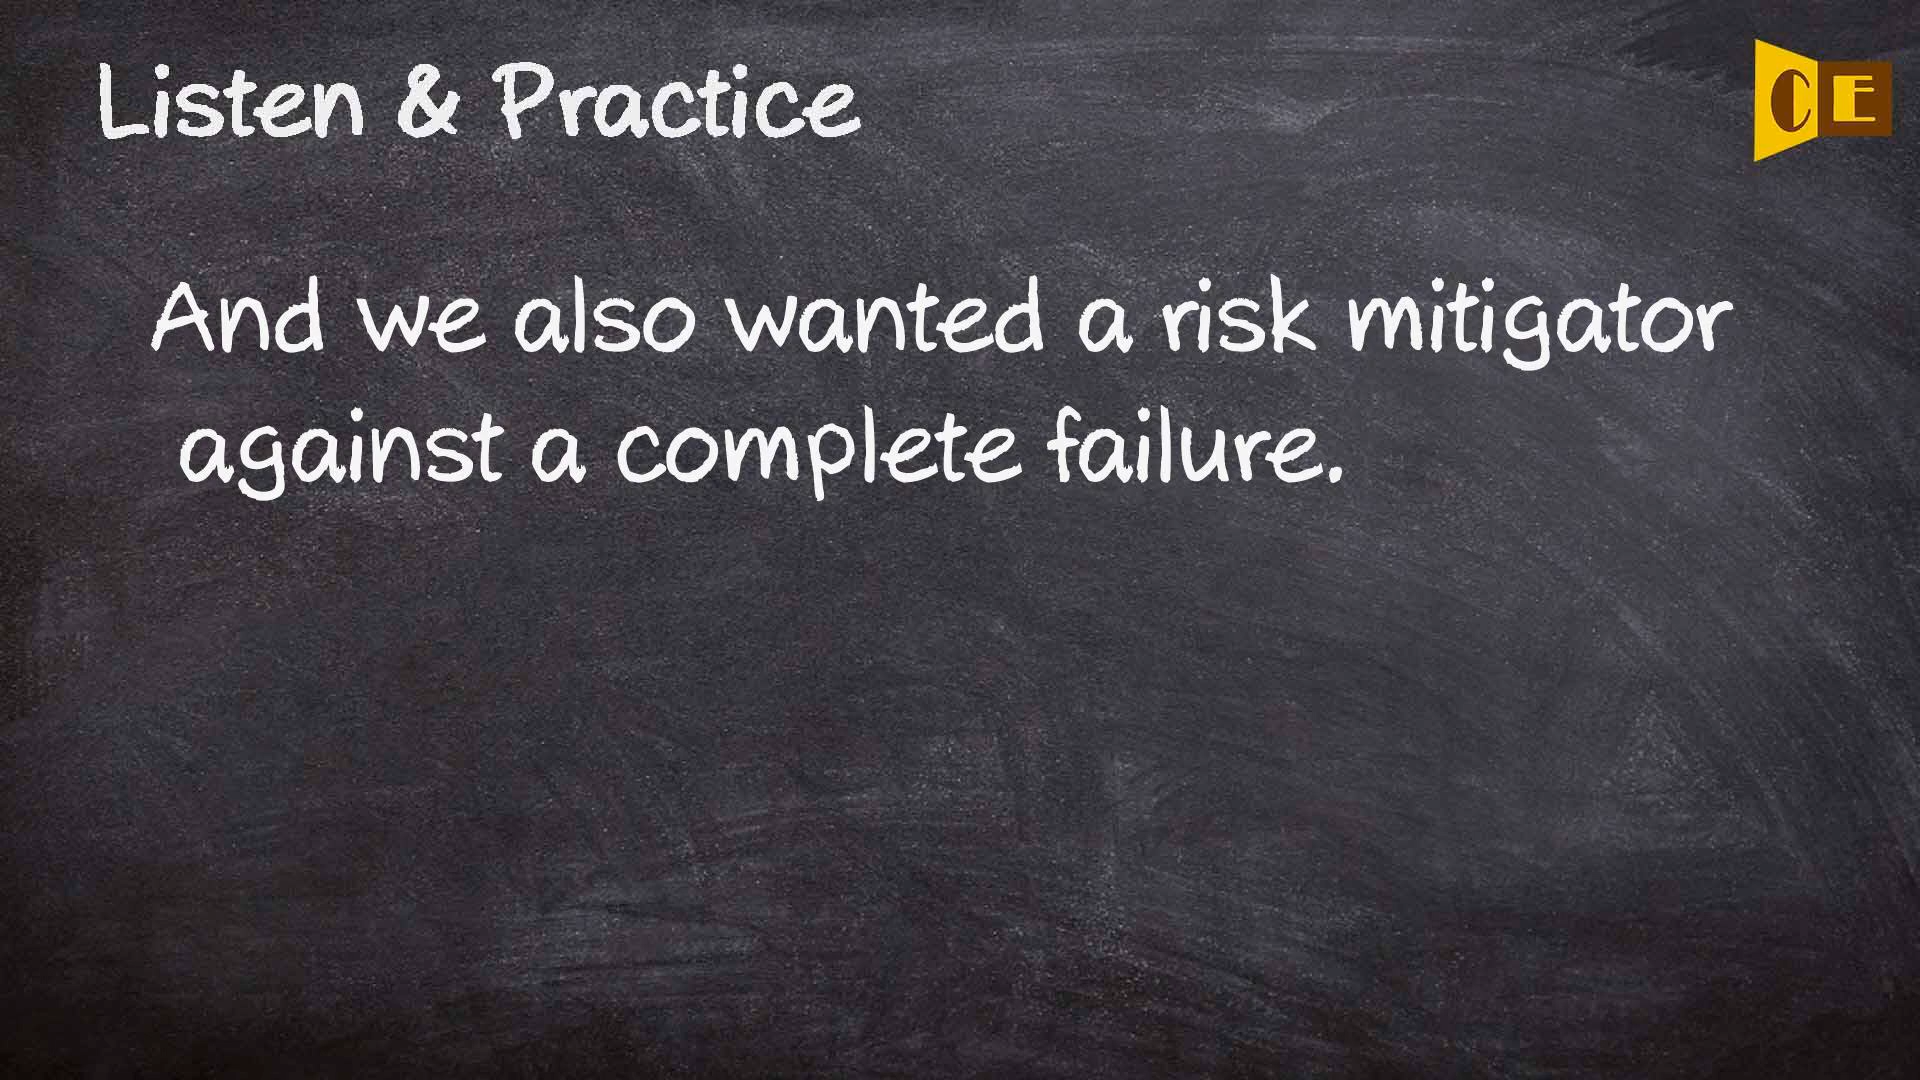 Listen & Practice
CE
And we also wanted a risk mitigator
against a complete failure.